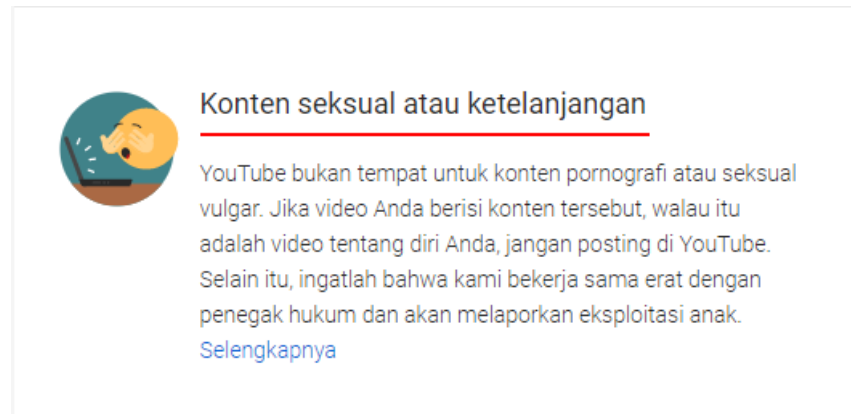 Konten seksual atau ketelanjangan
YouTube bukan tempat untuk konten pornografi atau seksual
vulgar. Jika video Anda berisi konten tersebut, walau itu
adalah video tentang diri Anda, jangan posting di YouTube.
Selain itu, ingatlah bahwa kami bekerja sama erat dengan
penegak hukum dan akan melaporkan eksploitasi anak.
Selengkapnya